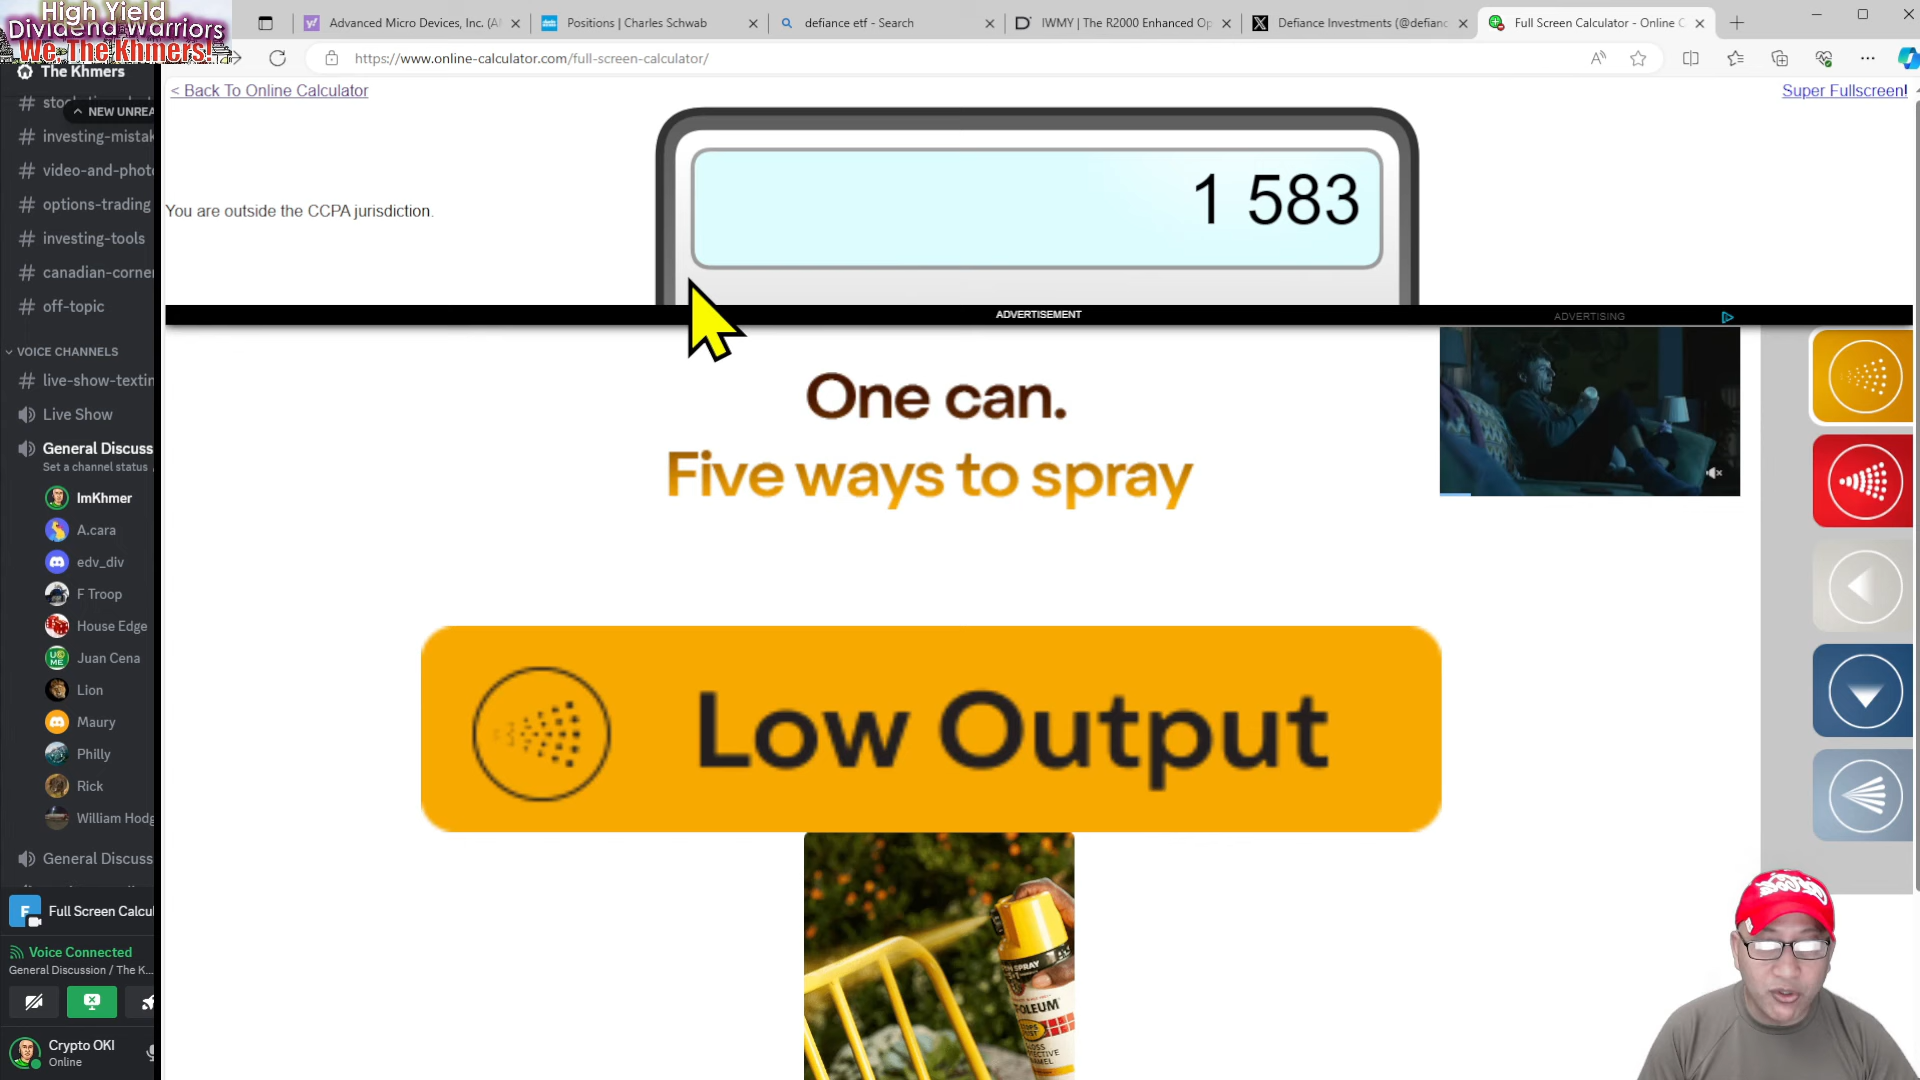 High Yield
Dividend Warriors
We The Khmers!
Advanced Micro Devices, Inc. (A
Positions | Charles Schwab
defiance etf - Search
IWMY | The R2000 Enhanced Op
Defiance Investments (@defianc
Full Screen Calculator - Online C
https://www.online-calculator.com/full-screen-calculator/
The Khmers
NEW UNREA
investing-mistak
video-and-photo
options-trading
investing-tools
canadian-corner
off-topic
VOICE CHANNELS
live-show-textin
Live Show
General Discuss
Set a channel status
ImKhmer
A.cara
edv_div
F Troop
House Edge
Juan Cena
Lion
Maury
Philly
Rick
William Hodg
General Discuss
F
Full Screen Calcul
Voice Connected
General Discussion / The K...
Crypto OKI
Online
< Back To Online Calculator
Super Fullscreen!
You are outside the CCPA jurisdiction.
1 583
ADVERTISEMENT
ADVERTISING
One can.
Five ways to spray
Low Output